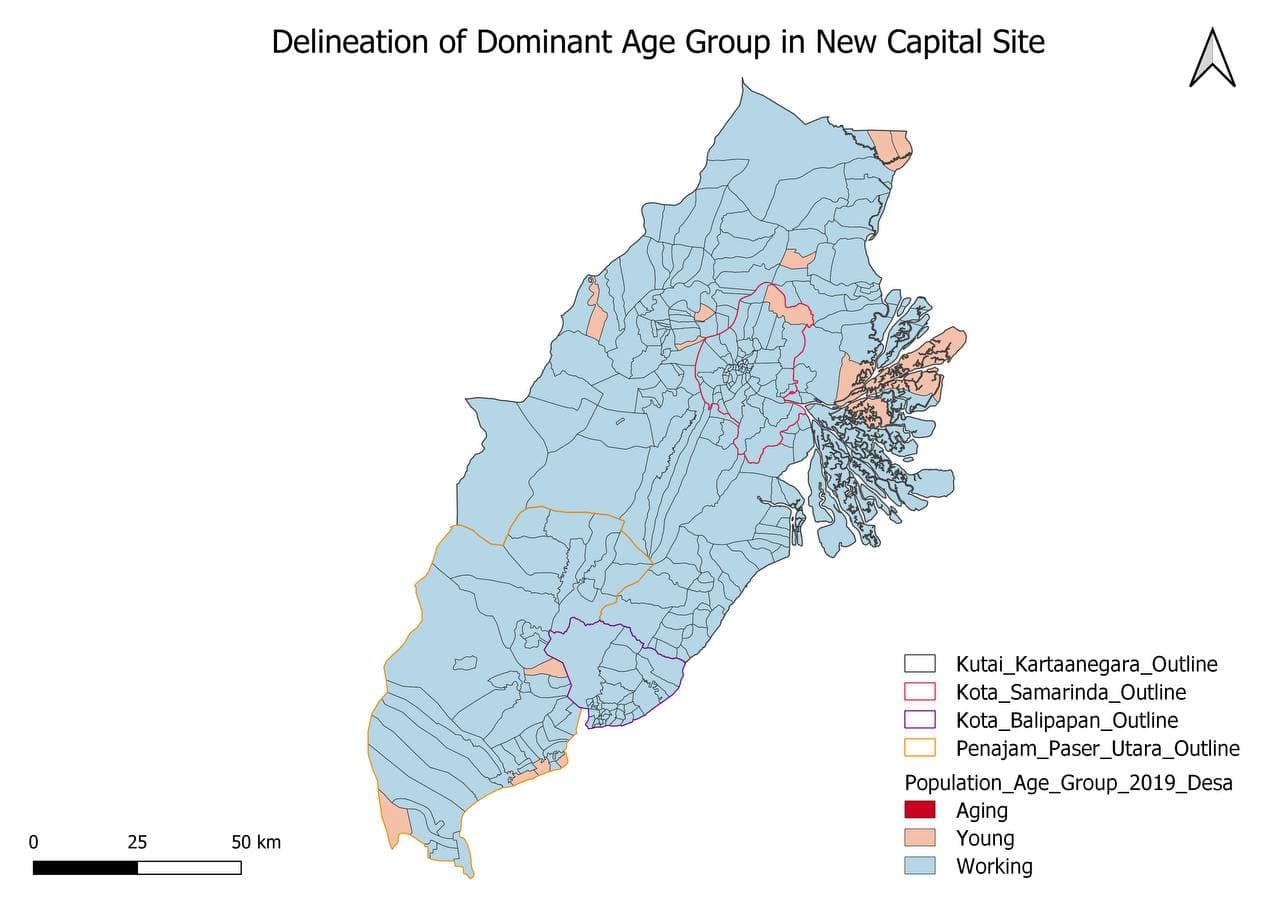 Delineation of Dominant Age Group in New Capital Site
Kutai_Kartaanegara_Outline
Kota_Samarinda_Outline
Kota_Balipapan_Outline
Penajam_Paser_Utara_Outline
Population_Age_Group_2019_Desa
Aging
Young
Working
0 25 50 km